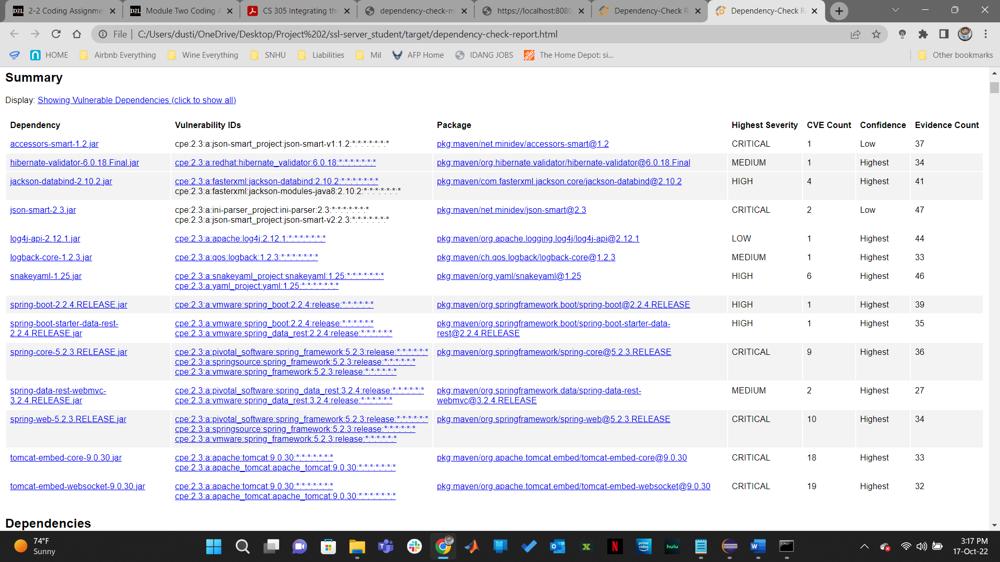 2-2 Coding Assignme
Module Two Coding A
CS 305 Integrating the
dependency-check-m
https://localhost:8080
Dependency-Check R
Dependency-Check R
File | C:/Users/dusti/OneDrive/Desktop/Project%202/ssl-server_student/target/dependency-check-report.html
HOME Airbnb Everything Wine Everything SNHU Liabilities Mil AFP Home IDANG JOBS The Home Depot: si... Other bookmarks
Summary
Display: Showing Vulnerable Dependencies (click to show all)
Dependency Vulnerability IDs Package Highest Severity CVE Count Confidence Evidence Count
accessors-smart-1.2.jar cpe:2.3:a:json-smart_project:json-smart-v1:1.2:*:*:*:*:*:*:* pkg:maven/net.minidev/accessors-smart@1.2 CRITICAL 1 Low 37
hibernate-validator-6.0.18.Final.jar cpe:2.3:a:redhat:hibernate_validator:6.0.18:*:*:*:*:*:*:* pkg:maven/org.hibernate.validator/hibernate-validator@6.0.18.Final MEDIUM 1 Highest 34
jackson-databind-2.10.2.jar cpe:2.3:a:fasterxml:jackson-databind:2.10.2:*:*:*:*:*:*:* pkg:maven/com.fasterxml.jackson.core/jackson-databind@2.10.2 HIGH 4 Highest 41
cpe:2.3:a:fasterxml:jackson-modules-java8:2.10.2:*:*:*:*:*:*:*
json-smart-2.3.jar cpe:2.3:a:ini-parser_project:ini-parser:2.3:*:*:*:*:*:*:* pkg:maven/net.minidev/json-smart@2.3 CRITICAL 2 Low 47
cpe:2.3:a:json-smart_project:json-smart-v2:2.3:*:*:*:*:*:*:*
log4j-api-2.12.1.jar cpe:2.3:a:apache:log4j:2.12.1:*:*:*:*:*:*:* pkg:maven/org.apache.logging.log4j/log4j-api@2.12.1 LOW 1 Highest 44
logback-core-1.2.3.jar cpe:2.3:a:qos:logback:1.2.3:*:*:*:*:*:*:* pkg:maven/ch.qos.logback/logback-core@1.2.3 MEDIUM 1 Highest 33
snakeyaml-1.25.jar cpe:2.3:a:snakeyaml_project:snakeyaml:1.25:*:*:*:*:*:*:* pkg:maven/org.yaml/snakeyaml@1.25 HIGH 6 Highest 46
cpe:2.3:a:yaml_project:yaml:1.25:*:*:*:*:*:*:*
spring-boot-2.2.4.RELEASE.jar cpe:2.3:a:vmware:spring_boot:2.2.4:release:*:*:*:*:*:* pkg:maven/org.springframework.boot/spring-boot@2.2.4.RELEASE HIGH 1 Highest 39
spring-boot-starter-data-rest- cpe:2.3:a:vmware:spring_boot:2.2.4:release:*:*:*:*:*:* pkg:maven/org.springframework.boot/spring-boot-starter-data- HIGH 1 Highest 35
2.2.4.RELEASE.jar cpe:2.3:a:vmware:spring_data_rest:2.2.4:release:*:*:*:*:*:* rest@2.2.4.RELEASE
spring-core-5.2.3.RELEASE.jar cpe:2.3:a:pivotal_software:spring_framework:5.2.3:release:*:*:*:*:*:* pkg:maven/org.springframework/spring-core@5.2.3.RELEASE CRITICAL 9 Highest 36
cpe:2.3:a:springsource:spring_framework:5.2.3:release:*:*:*:*:*:*
cpe:2.3:a:vmware:spring_framework:5.2.3:release:*:*:*:*:*:*
spring-data-rest-webmvc- cpe:2.3:a:pivotal_software:spring_data_rest:3.2.4:release:*:*:*:*:*:* pkg:maven/org.springframework.data/spring-data-rest- MEDIUM 2 Highest 27
3.2.4.RELEASE.jar cpe:2.3:a:vmware:spring_data_rest:3.2.4:release:*:*:*:*:*:* webmvc@3.2.4.RELEASE
spring-web-5.2.3.RELEASE.jar cpe:2.3:a:pivotal_software:spring_framework:5.2.3:release:*:*:*:*:*:* pkg:maven/org.springframework/spring-web@5.2.3.RELEASE CRITICAL 10 Highest 34
cpe:2.3:a:springsource:spring_framework:5.2.3:release:*:*:*:*:*:*
cpe:2.3:a:vmware:spring_framework:5.2.3:release:*:*:*:*:*:*
tomcat-embed-core-9.0.30.jar cpe:2.3:a:apache:tomcat:9.0.30:*:*:*:*:*:*:* pkg:maven/org.apache.tomcat.embed/tomcat-embed-core@9.0.30 CRITICAL 18 Highest 33
cpe:2.3:a:apache_tomcat:apache_tomcat:9.0.30:*:*:*:*:*:*:*
tomcat-embed-websocket-9.0.30.jar cpe:2.3:a:apache:tomcat:9.0.30:*:*:*:*:*:*:* pkg:maven/org.apache.tomcat.embed/tomcat-embed-websocket@9.0.30 CRITICAL 19 Highest 32
cpe:2.3:a:apache_tomcat:apache_tomcat:9.0.30:*:*:*:*:*:*:*
Dependencies
74°F
Sunny
prime video
hulu
3:17 PM
17-Oct-22